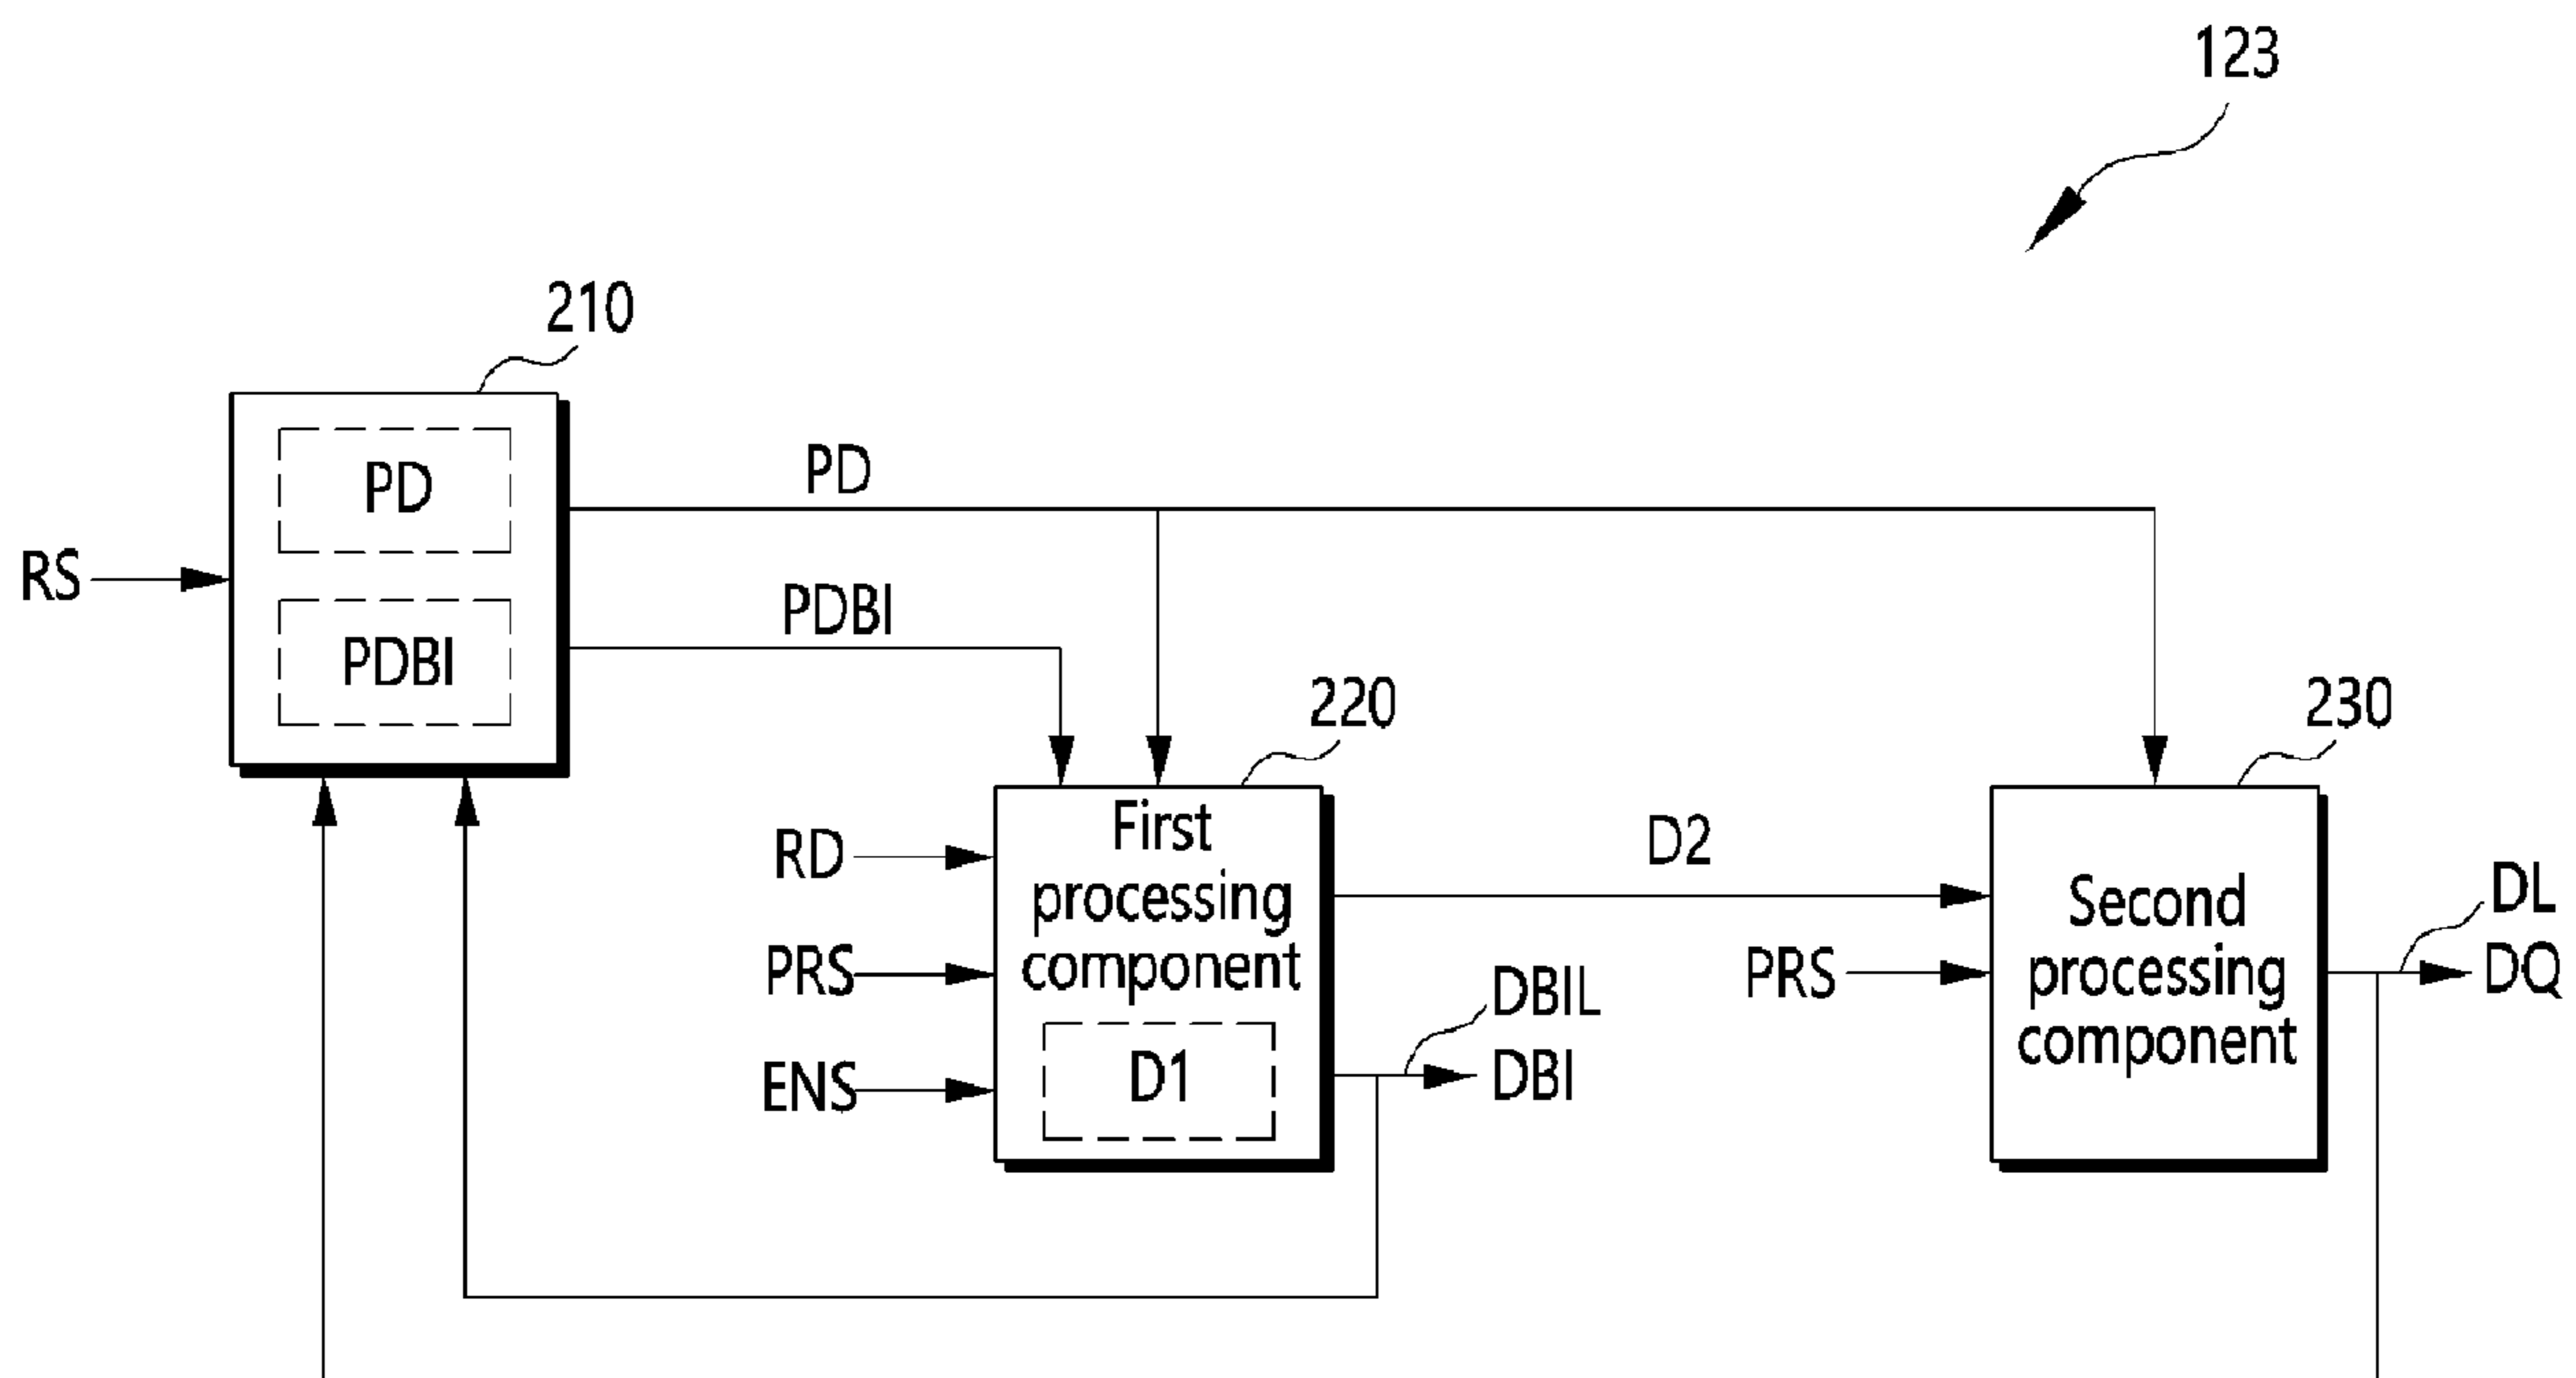 123
210
PD
PD
RS
PDBI
PDBI
220
230
First
processing
component
D1
RD
PRS
ENS
D2
DBIL
DBI
PRS
Second
processing
component
DL
DQ